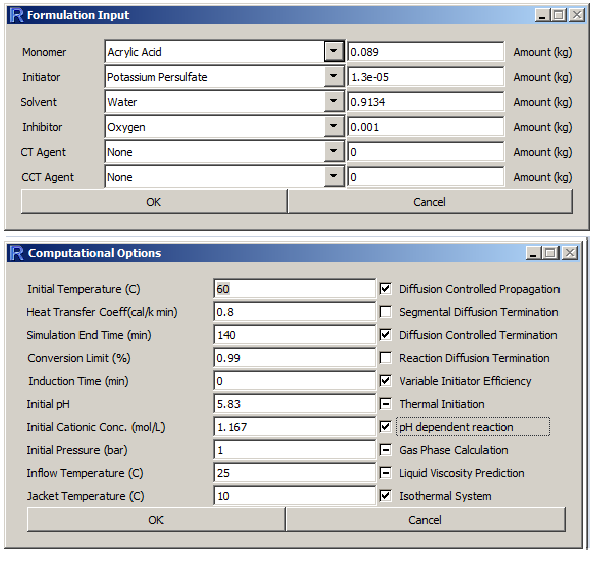 Formulation Input
Monomer Acrylic Acid 0.089 Amount (kg)
Initiator Potassium Persulfate 1.3e-05 Amount (kg)
Solvent Water 0.9134 Amount (kg)
Inhibitor Oxygen 0.001 Amount (kg)
CT Agent None 0 Amount (kg)
CCT Agent None 0 Amount (kg)
OK Cancel
Computational Options
Initial Temperature (C) 60 Diffusion Controlled Propagation
Heat Transfer Coeff(cal/k min) 0.8 Segmental Diffusion Termination
Simulation End Time (min) 140 Diffusion Controlled Termination
Conversion Limit (%) 0.99 Reaction Diffusion Termination
Induction Time (min) 0 Variable Initiator Efficiency
Initial pH 5.83 Thermal Initiation
Initial Cationic Conc. (mol/L) 1.167 pH dependent reaction
Initial Pressure (bar) 1 Gas Phase Calculation
Inflow Temperature (C) 25 Liquid Viscosity Prediction
Jacket Temperature (C) 10 Isothermal System
OK Cancel